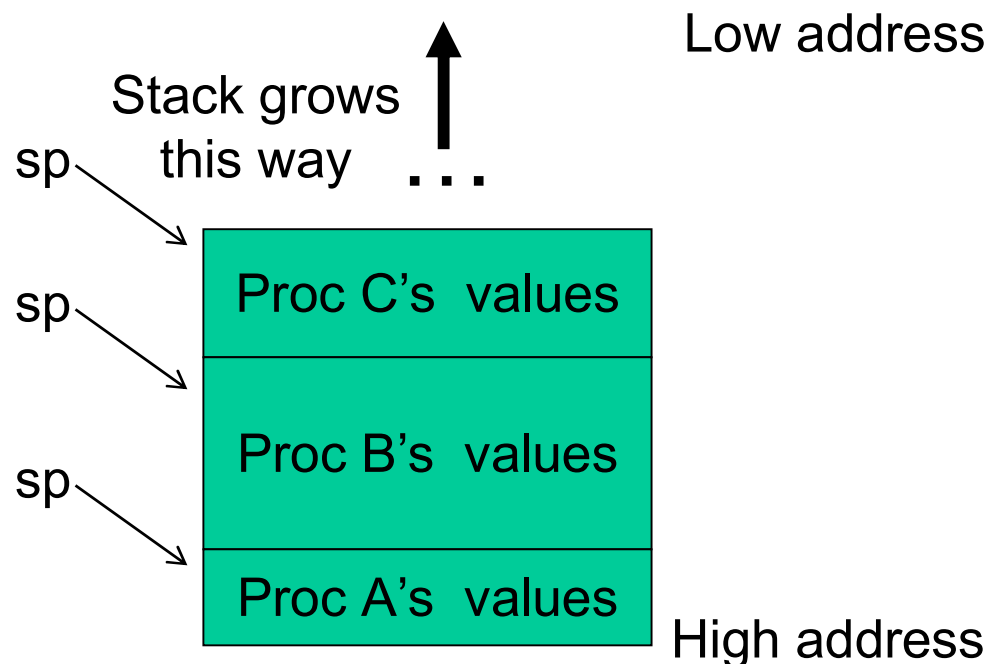 Low address
Stack grows
this way
sp
...
Proc C’s values
sp
Proc B’s values
sp
Proc A’s values
High address